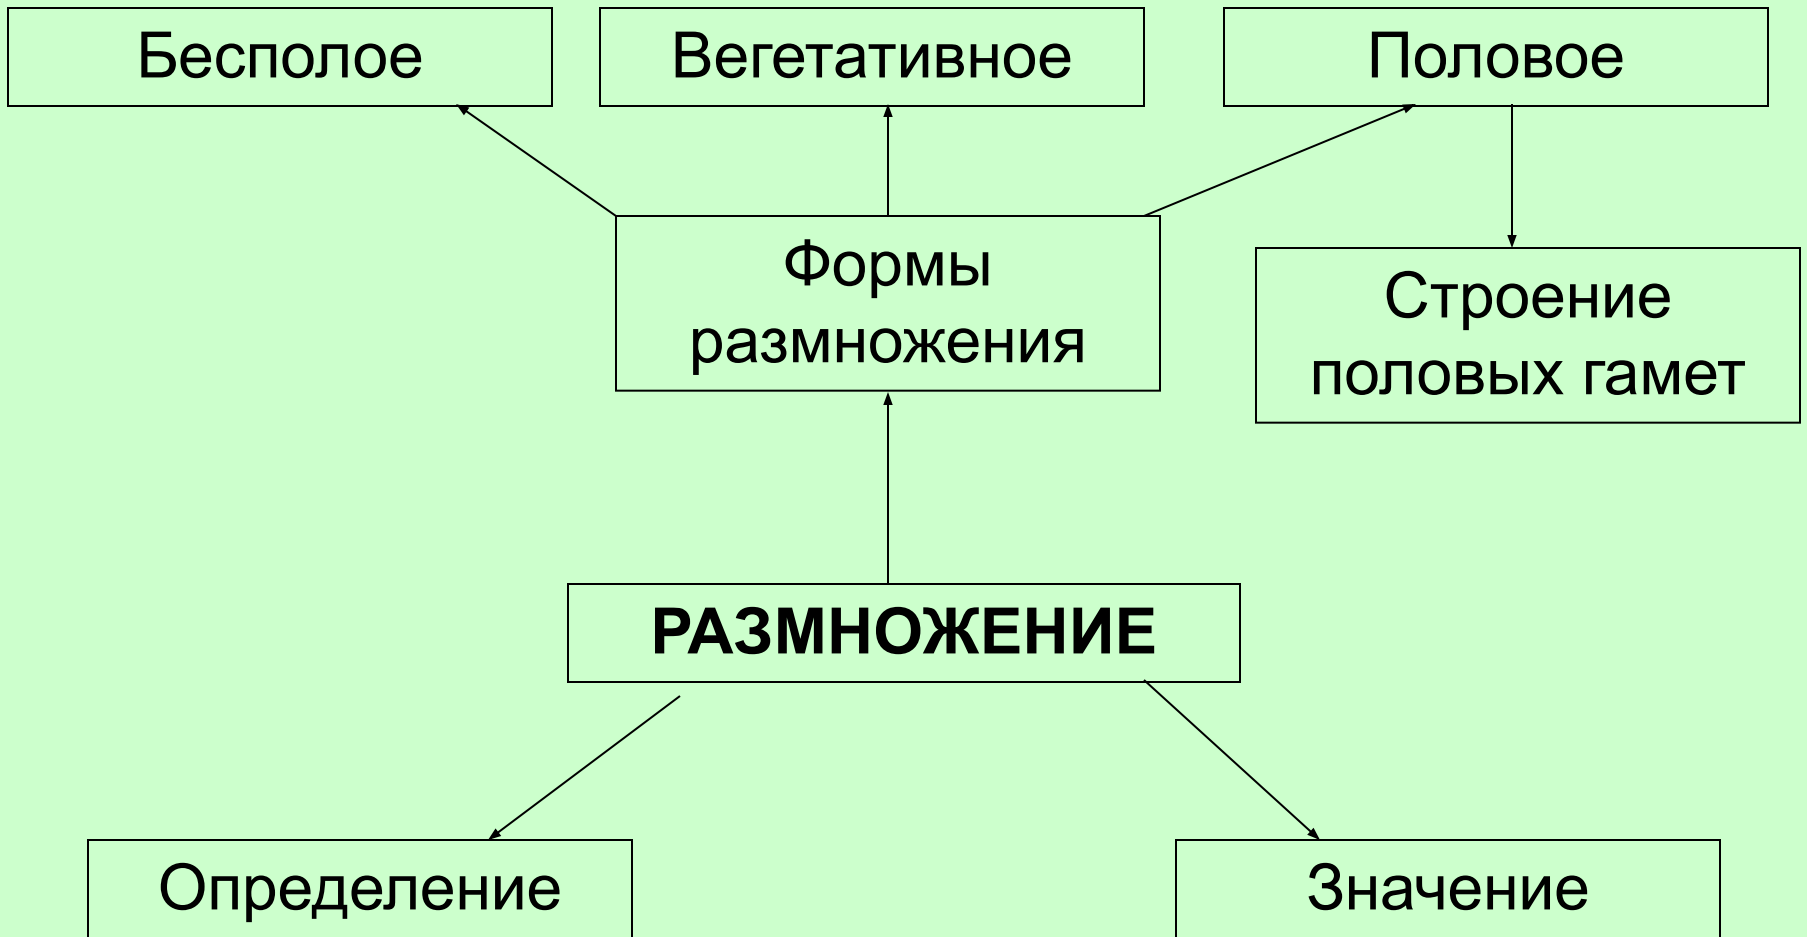 Бесполое
Вегетативное
Половое
Формы
размножения
Строение
половых гамет
РАЗМНОЖЕНИЕ
Определение
Значение